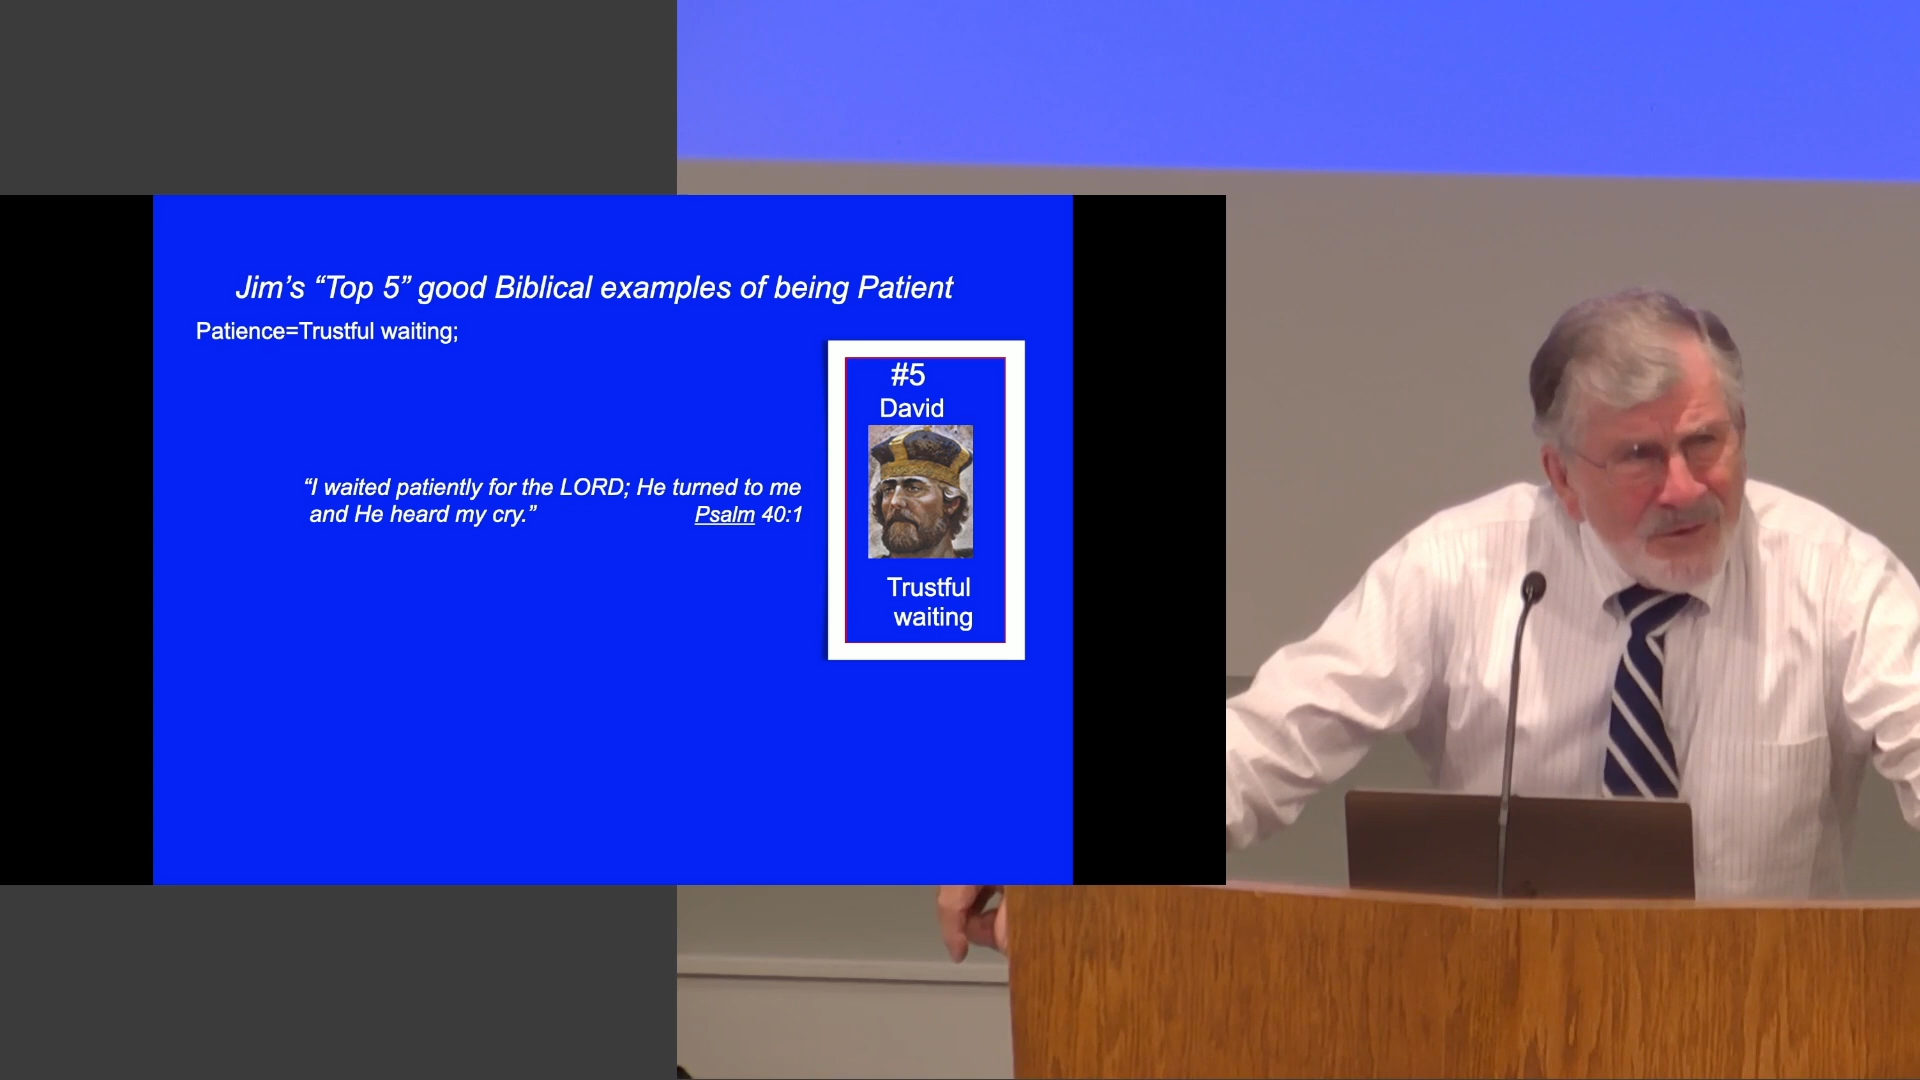 Jim’s “Top 5” good Biblical examples of being Patient
Patience=Trustful waiting;
#5
David
“I waited patiently for the LORD; He turned to me
and He heard my cry.” Psalm 40:1
Trustful
waiting